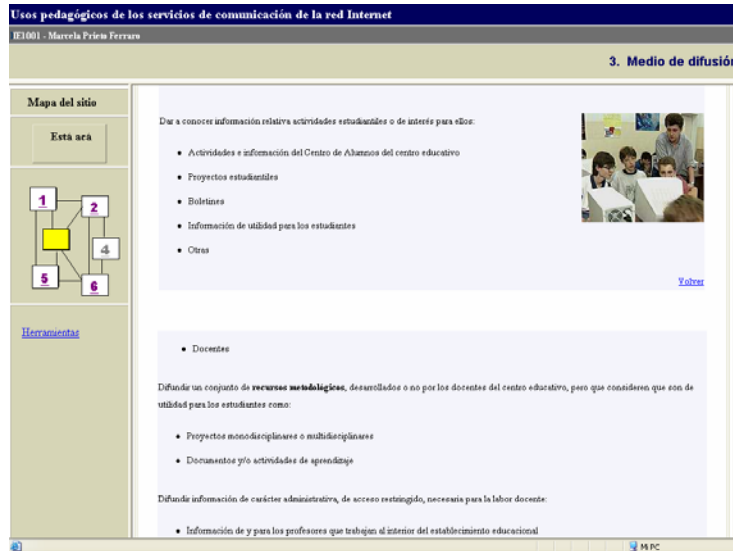 Usos pedagógicos de los servicios de comunicación de la red Internet
IE1001 - Marcela Prieto Ferraro
3. Medio de difusión
Mapa del sitio
Está acá
1
2
4
5
6
Herramientas
Dar a conocer información relativa actividades estudiantiles o de interés para ellos:
• Actividades e información del Centro de Alumnos del centro educativo
• Proyectos estudiantiles
• Boletines
• Información de utilidad para los estudiantes
• Otras
Volver
• Docentes
Difundir un conjunto de recursos metodológicos, desarrollados o no por los docentes del centro educativo, pero que consideren que son de
utilidad para los estudiantes como:
• Proyectos monodisciplinares o multidisciplinares
• Documentos y/o actividades de aprendizaje
Difundir información de carácter administrativa, de acceso restringido, necesaria para la labor docente:
• Información de y para los profesores que trabajan al interior del establecimiento educacional
Mi PC